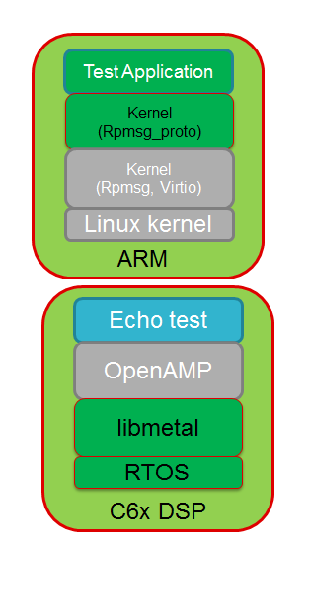 Test Application
Kernel
(Rpmsg_proto)
Kernel
(Rpmsg, Virtio)
Linux kernel
ARM
Echo test
OpenAMP
libmetal
RTOS
C6x DSP